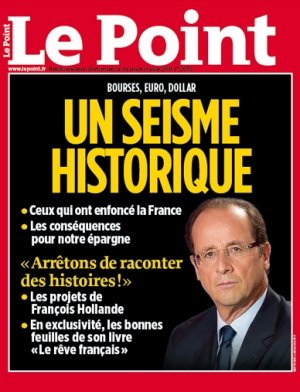 Le Point
www.lepoint.fr
BOURSES, EURO, DOLLAR
UN SEISME
HISTORIQUE
• Ceux qui ont enfoncé la France
• Les conséquences
pour notre épargne
« Arrêtons de raconter
des histoires ! »
• Les projets de
François Hollande
• En exclusivité, les bonnes
feuilles de son livre
« Le rêve français »